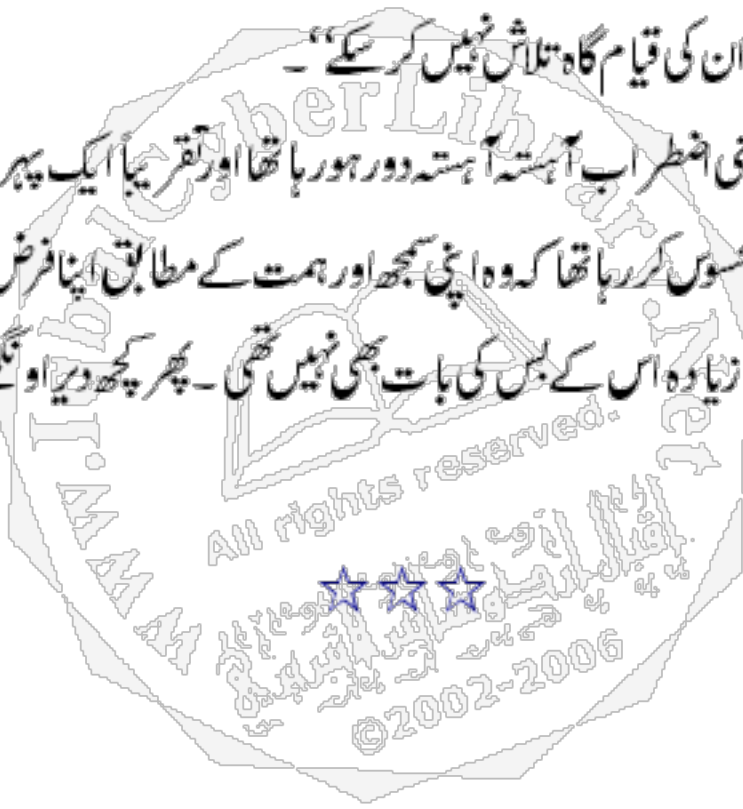 ان کی قیام گاہ تلاش نہیں کر سکے‘‘۔
اضطراب آہستہ آہستہ دور ہو رہا تھا اور تقریباً ایک پہر
کر رہا تھا کہ وہ اپنی سمجھ اور ہمت کے مطابق اپنا فرض
زیادہ اس کے بس کی بات بھی نہیں تھی ۔ پھر کچھ دیر
☆☆☆
All rights reserved.
©2002-2006